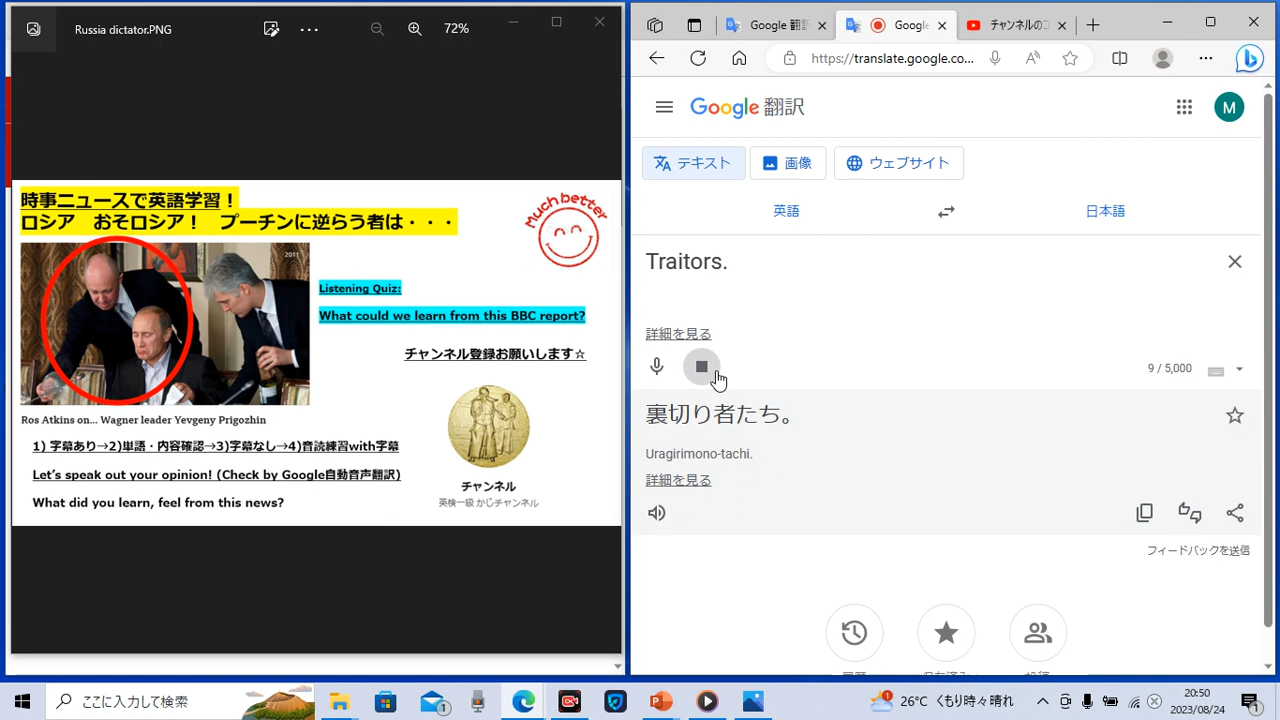 Russia dictator.PNG
72%
時事ニュースで英語学習！
ロシア　おそロシア！　プーチンに逆らう者は・・・
Much better
2011
Listening Quiz:
What could we learn from this BBC report?
チャンネル登録お願いします☆
Ros Atkins on... Wagner leader Yevgeny Prigozhin
1) 字幕あり→2)単語・内容確認→3)字幕なし→4)音読練習with字幕
Let's speak out your opinion! (Check by Google自動音声翻訳)
What did you learn, feel from this news?
チャンネル
英検一級 かじチャンネル
Google 翻訳
Google
チャンネルのコ
https://translate.google.co...
Google 翻訳
M
テキスト
画像
ウェブサイト
英語
日本語
Traitors.
詳細を見る
9 / 5,000
裏切り者たち。
Uragirimono-tachi.
詳細を見る
フィードバックを送信
ここに入力して検索
1
26°C くもり時々晴れ
20:50
2023/08/24
1